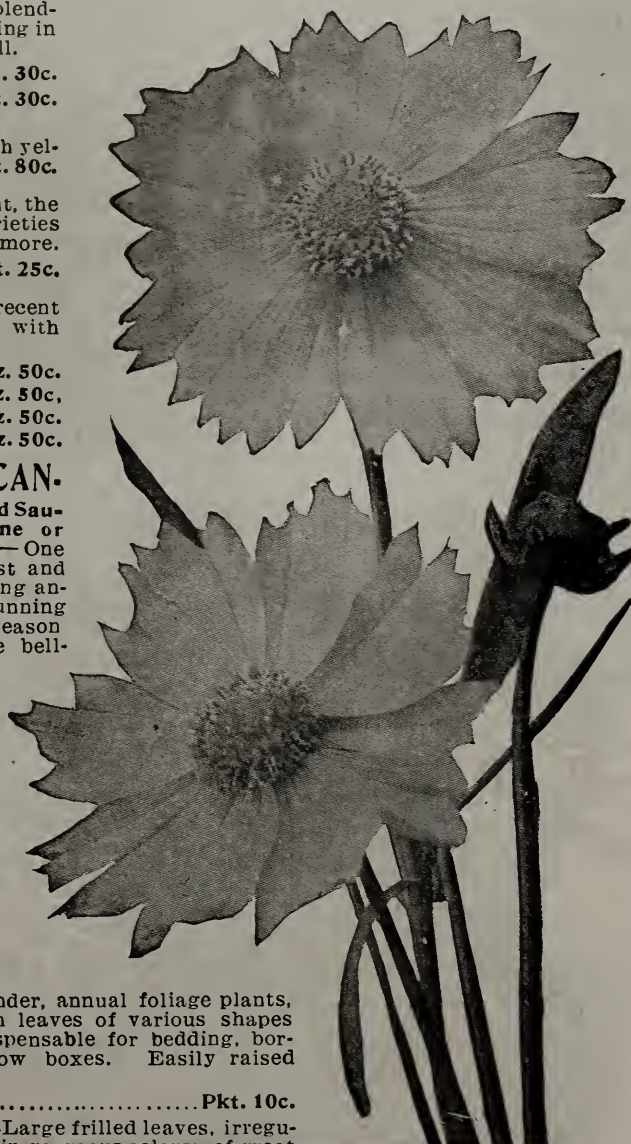 blend-
ing in
ll.
. 30c.
. 30c.
h yel-
. 80c.
nt, the
rieties
more.
t. 25c.
recent
with
z. 50c.
z. 50c,
z. 50c.
z. 50c.
CAN-
d Sau-
ne or
—One
st and
ng an-
unning
eason
e bell-
nder, annual foliage plants,
n leaves of various shapes
spensable for bedding, bor-
ow boxes. Easily raised
......................Pkt. 10c.
-Large frilled leaves, irregu-